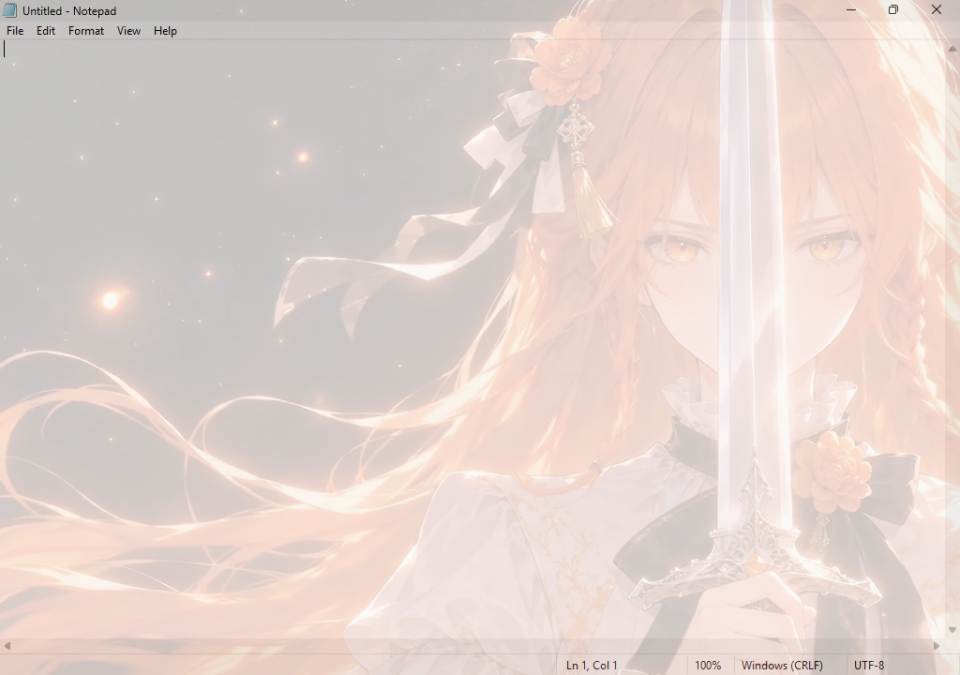 Untitled - Notepad
File Edit Format View Help
Ln 1, Col 1 100% Windows (CRLF) UTF-8